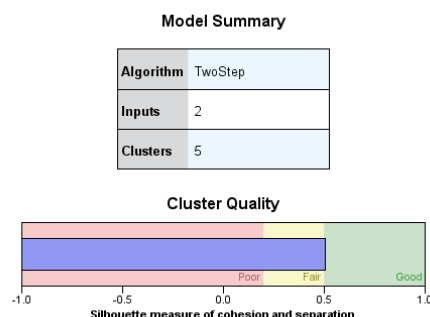 Model Summary
Algorithm TwoStep
Inputs 2
Clusters 5
Cluster Quality
Poor Fair Good
-1.0 -0.5 0.0 0.5 1.0
Silhouette measure of cohesion and separation